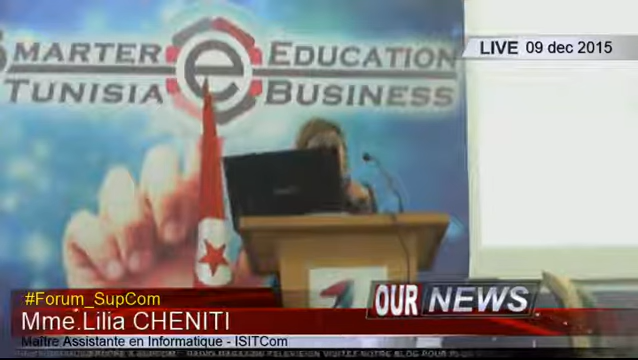 SMARTER e EDUCATION
TUNISIA BUSINESS
LIVE 09 dec 2015
#Forum_SupCom
OUR NEWS
Mme.Lilia CHENITI
Maître Assistante en Informatique - ISITCom